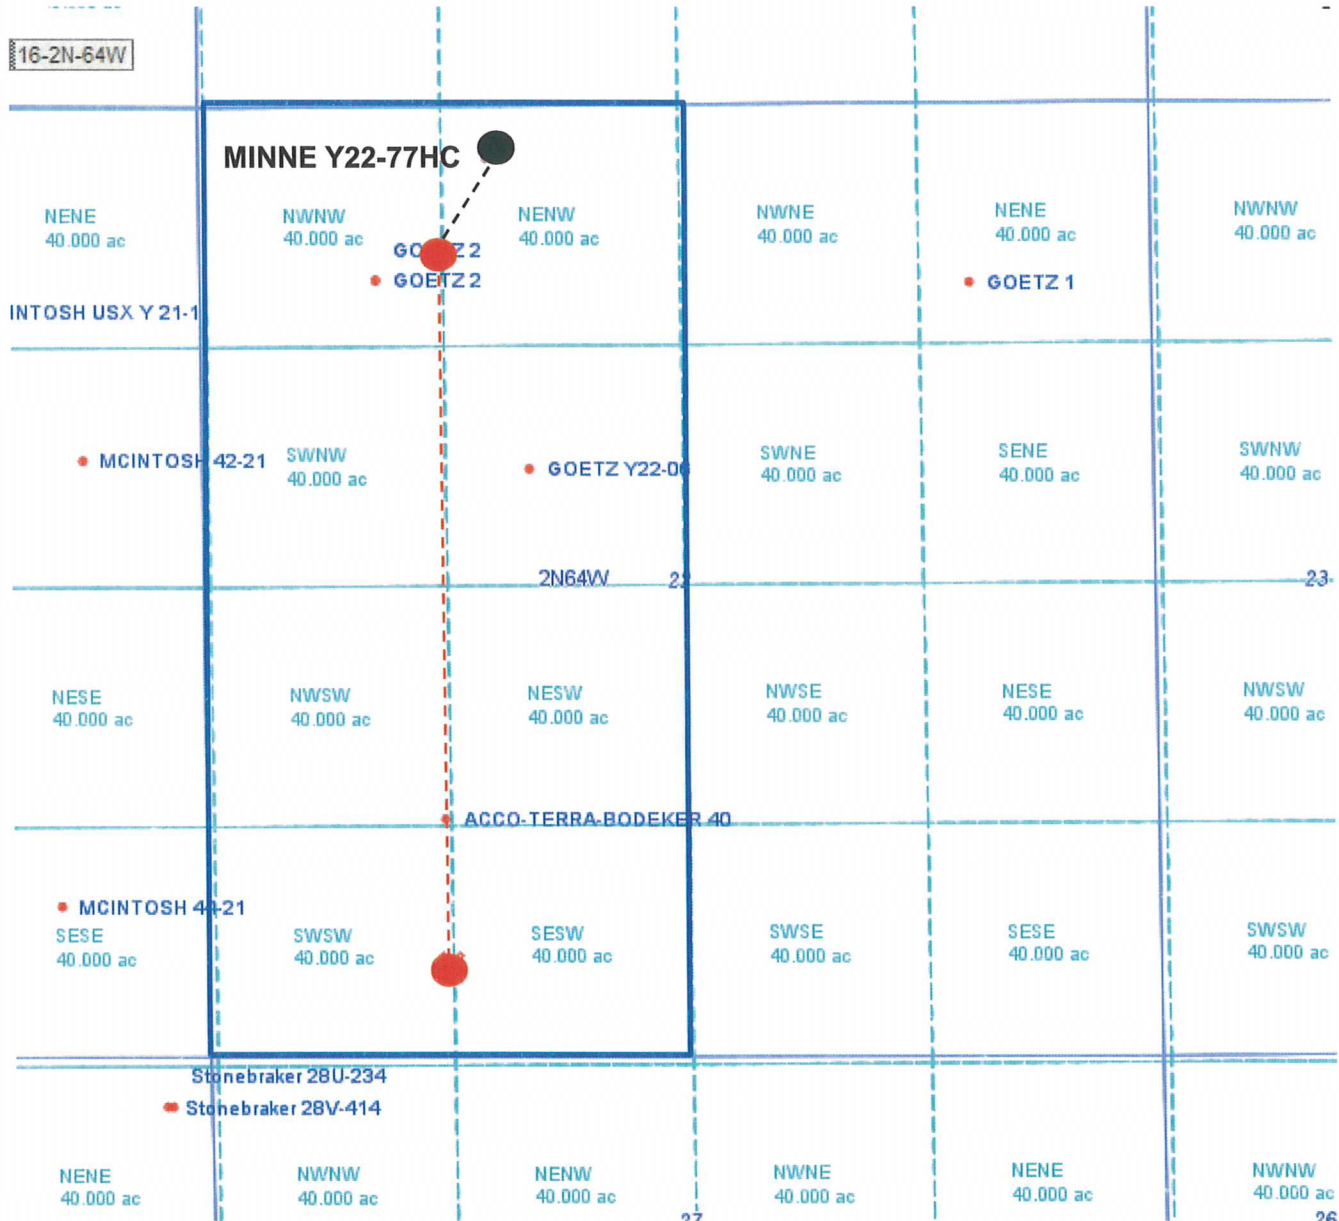 16-2N-64W
MINNE Y22-77HC
NENE
40.000 ac
NWNW
40.000 ac
NENW
40.000 ac
NWNE
40.000 ac
NENE
40.000 ac
NWNW
40.000 ac
GOETZ 2
GOETZ 1
INTOSH USX Y 21-1
MCINTOSH 42-21
SWNW
40.000 ac
GOETZ Y22-0
SWNE
40.000 ac
SENE
40.000 ac
SWNW
40.000 ac
2N64W
22
23
NESE
40.000 ac
NWSW
40.000 ac
NESW
40.000 ac
NWSE
40.000 ac
NESE
40.000 ac
NWSW
40.000 ac
ACCO-TERRA-BODEKER 40
MCINTOSH 44-21
SESE
40.000 ac
SWSW
40.000 ac
SESW
40.000 ac
SWSE
40.000 ac
SESE
40.000 ac
SWSW
40.000 ac
Stonebraker 28U-234
Stonebraker 28V-414
NENE
40.000 ac
NWNW
40.000 ac
NENW
40.000 ac
NWNE
40.000 ac
NENE
40.000 ac
NWNW
40.000 ac
27
26